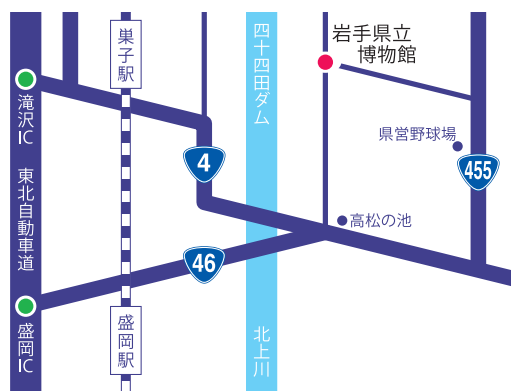 巣子駅
四十四田ダム
岩手県立
博物館
滝沢IC
県営野球場
4
455
東北自動車道
高松の池
46
盛岡駅
北上川
盛岡IC